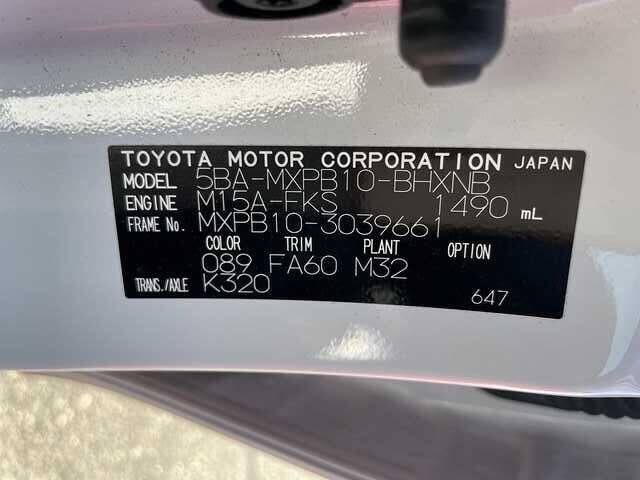 TOYOTA MOTOR CORPORATION JAPAN
MODEL 5BA-MXPB10-BHXNB
ENGINE M15A-FKS 1490 mL
FRAME No. MXPB10-3039661
COLOR TRIM PLANT OPTION
089 FA60 M32
TRANS./AXLE K320
647